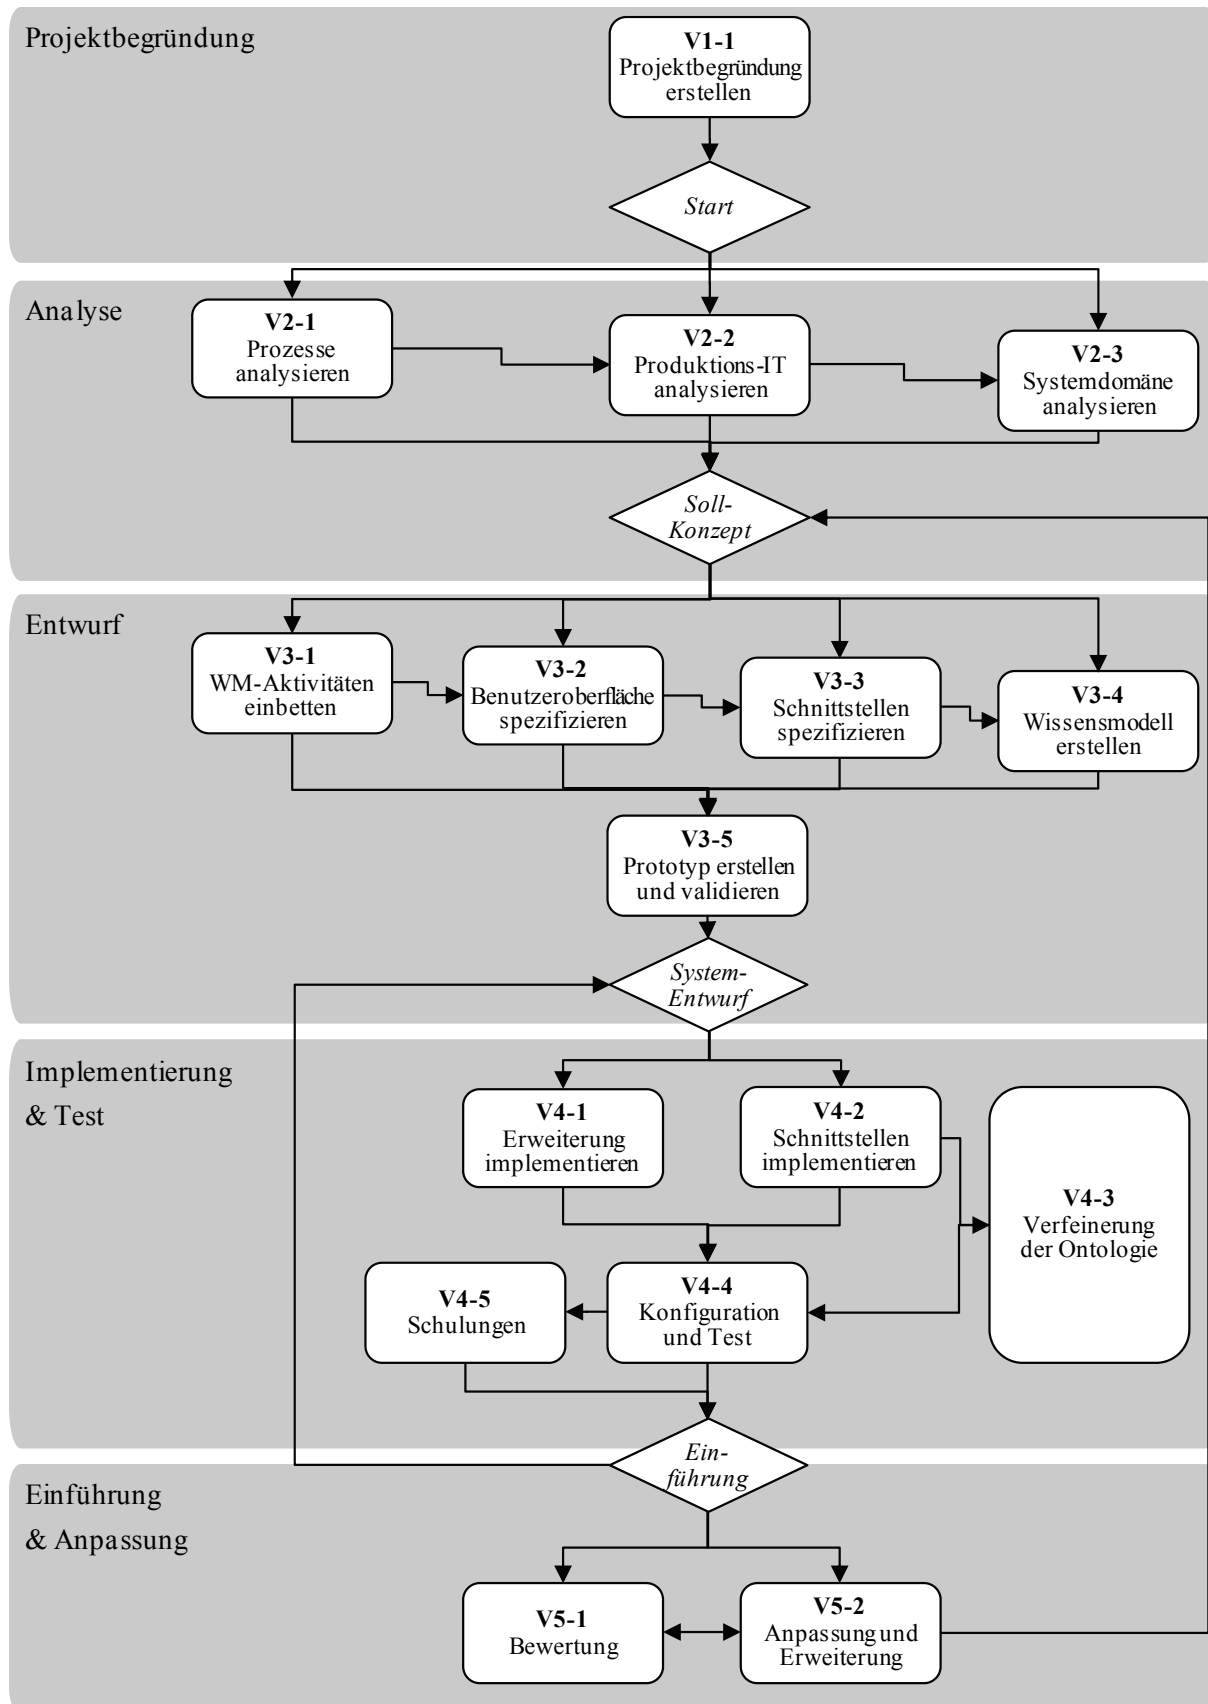 Projektbegründung
V1-1
Projektbegründung
erstellen
Start
Analyse
V2-1
Prozesse
analysieren
V2-2
Produktions-IT
analysieren
V2-3
Systemdomäne
analysieren
Soll-
Konzept
Entwurf
V3-1
WM-Aktivitäten
einbetten
V3-2
Benutzeroberfläche
spezifizieren
V3-3
Schnittstellen
spezifizieren
V3-4
Wissensmodell
erstellen
V3-5
Prototyp erstellen
und validieren
System-
Entwurf
Implementierung
& Test
V4-1
Erweiterung
implementieren
V4-2
Schnittstellen
implementieren
V4-3
Verfeinerung
der Ontologie
V4-5
Schulungen
V4-4
Konfiguration
und Test
Ein-
führung
Einführung
& Anpassung
V5-1
Bewertung
V5-2
Anpassung und
Erweiterung